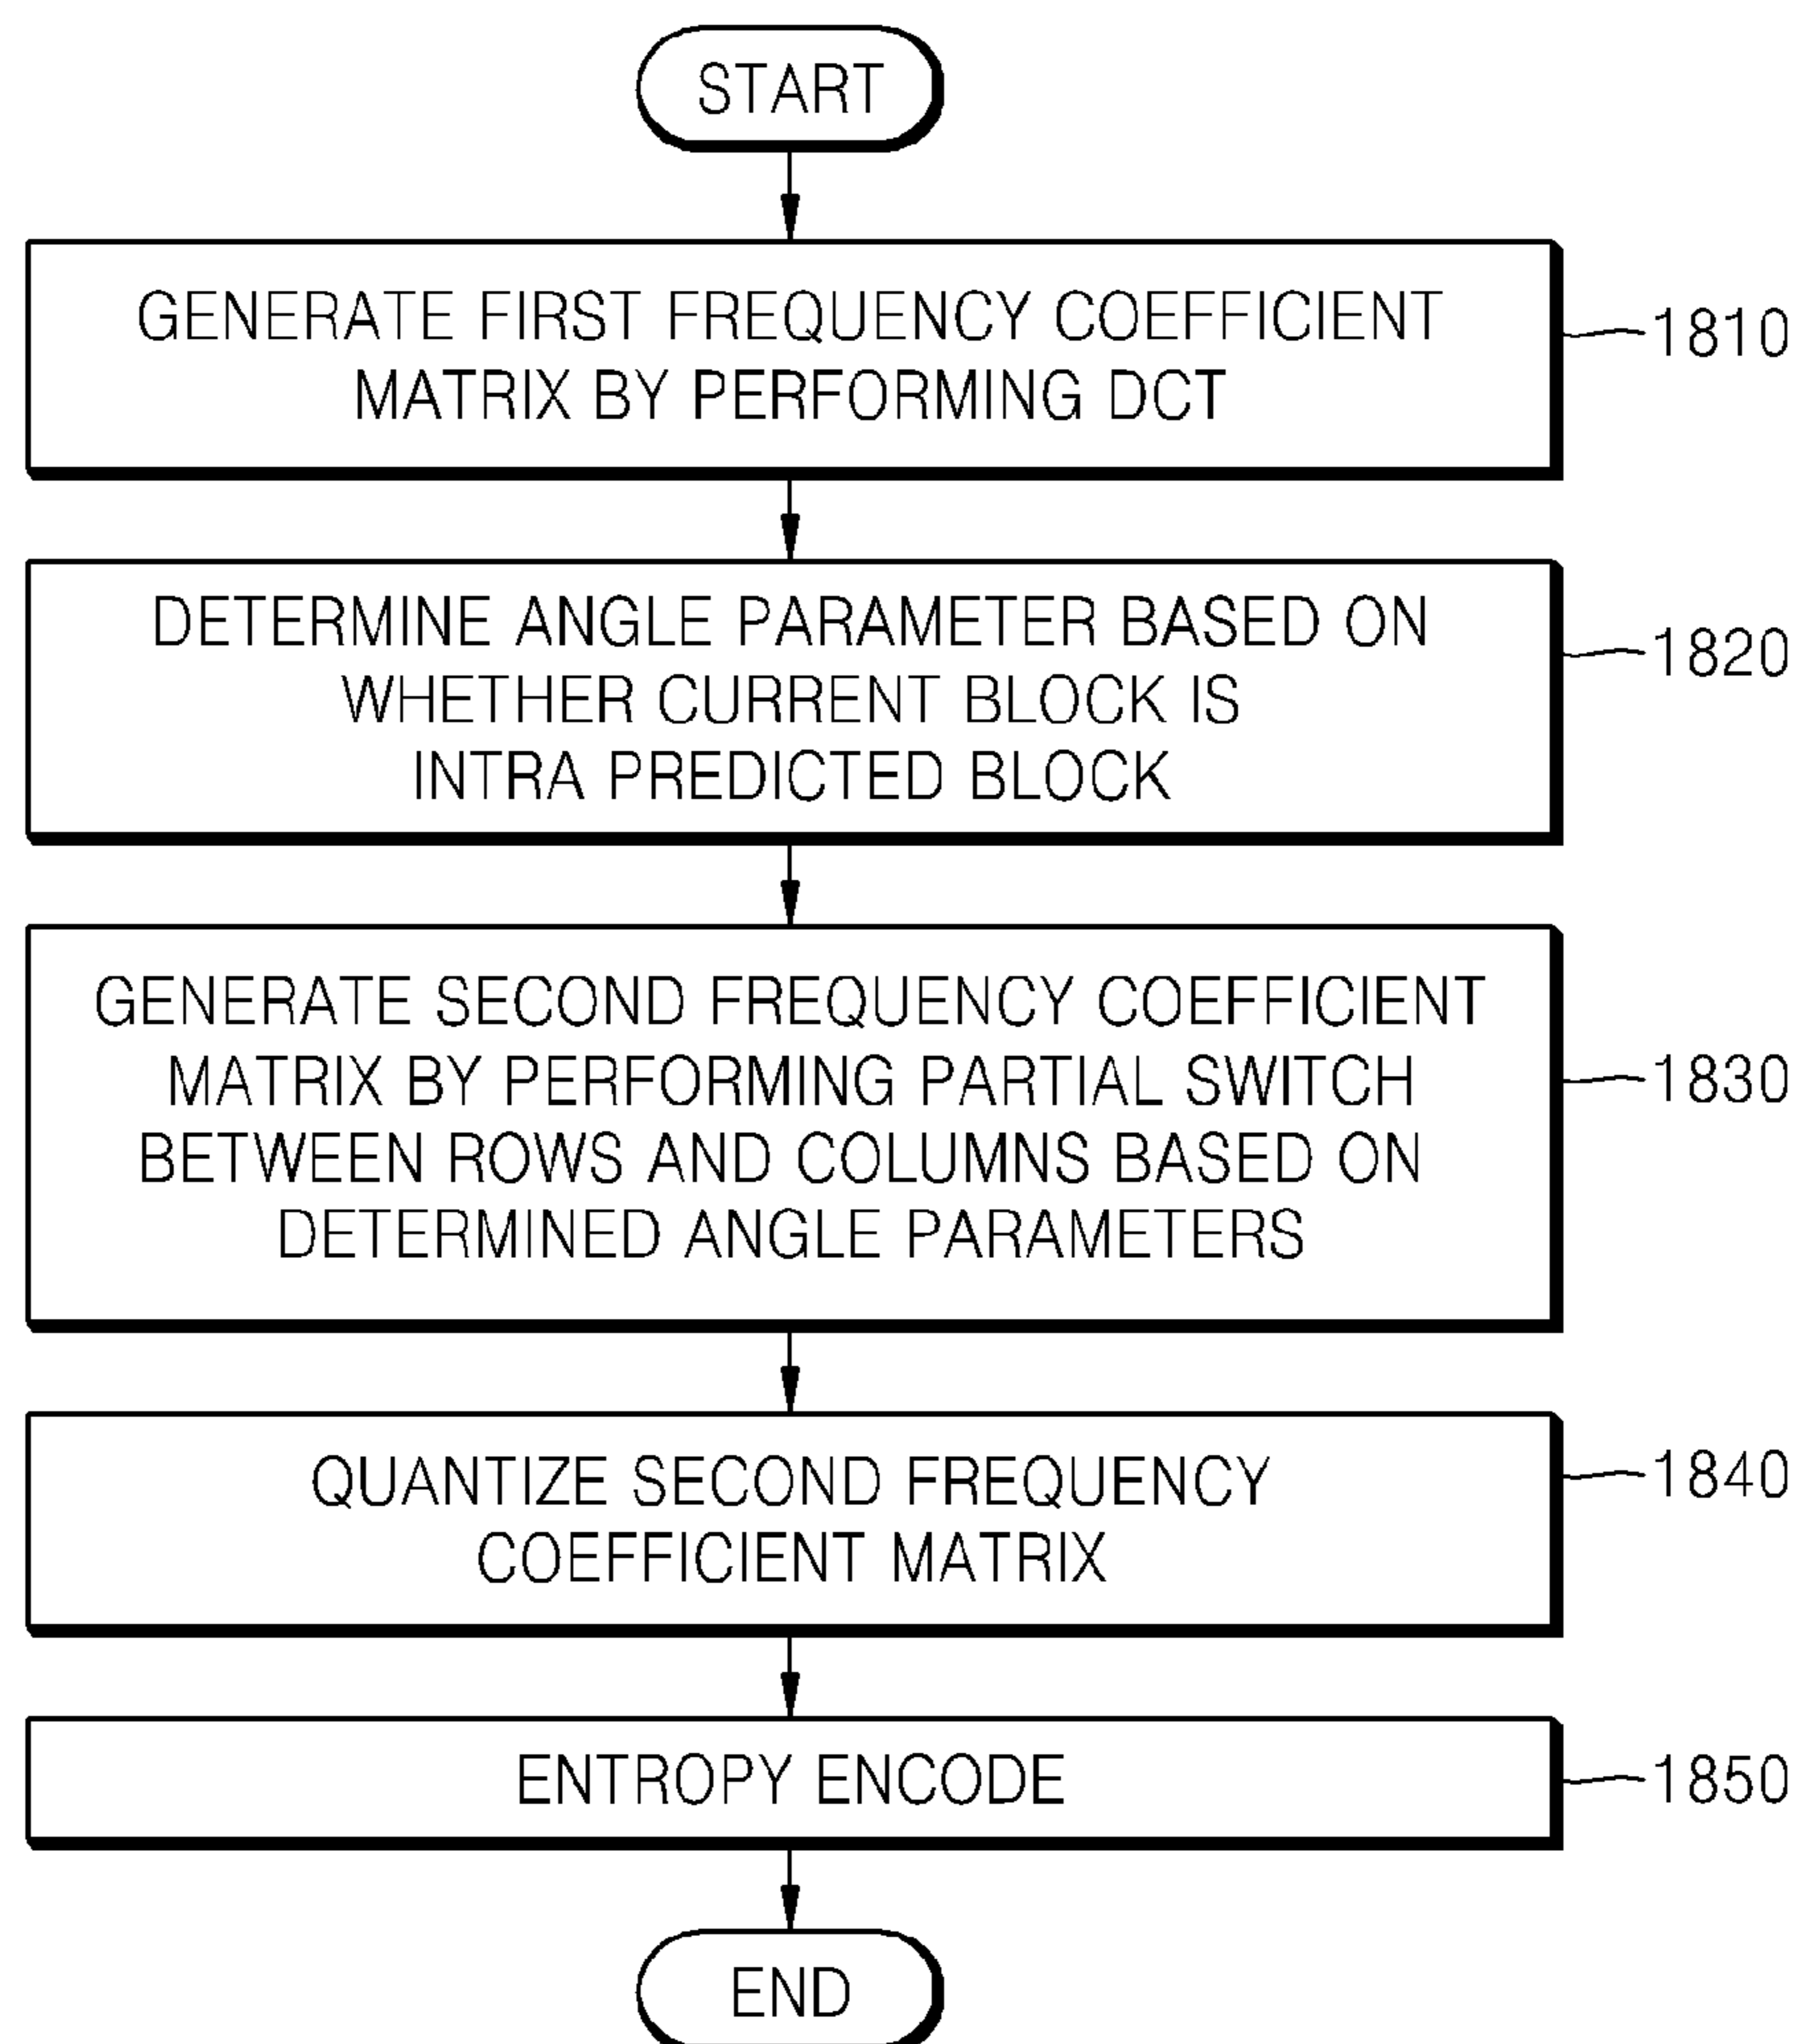 START
GENERATE FIRST FREQUENCY COEFFICIENT
MATRIX BY PERFORMING DCT
1810
DETERMINE ANGLE PARAMETER BASED ON
WHETHER CURRENT BLOCK IS
INTRA PREDICTED BLOCK
1820
GENERATE SECOND FREQUENCY COEFFICIENT
MATRIX BY PERFORMING PARTIAL SWITCH
BETWEEN ROWS AND COLUMNS BASED ON
DETERMINED ANGLE PARAMETERS
1830
QUANTIZE SECOND FREQUENCY
COEFFICIENT MATRIX
1840
ENTROPY ENCODE
1850
END